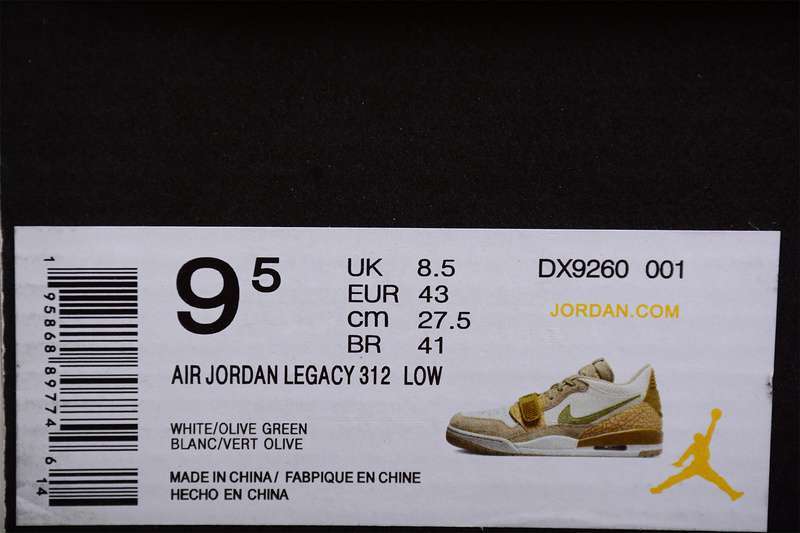 9 5
UK 8.5
EUR 43
cm 27.5
BR 41
DX9260 001
JORDAN.COM
AIR JORDAN LEGACY 312 LOW
WHITE/OLIVE GREEN
BLANC/VERT OLIVE
MADE IN CHINA/ FABPIQUE EN CHINE
HECHO EN CHINA
1 95868 89774 6 14